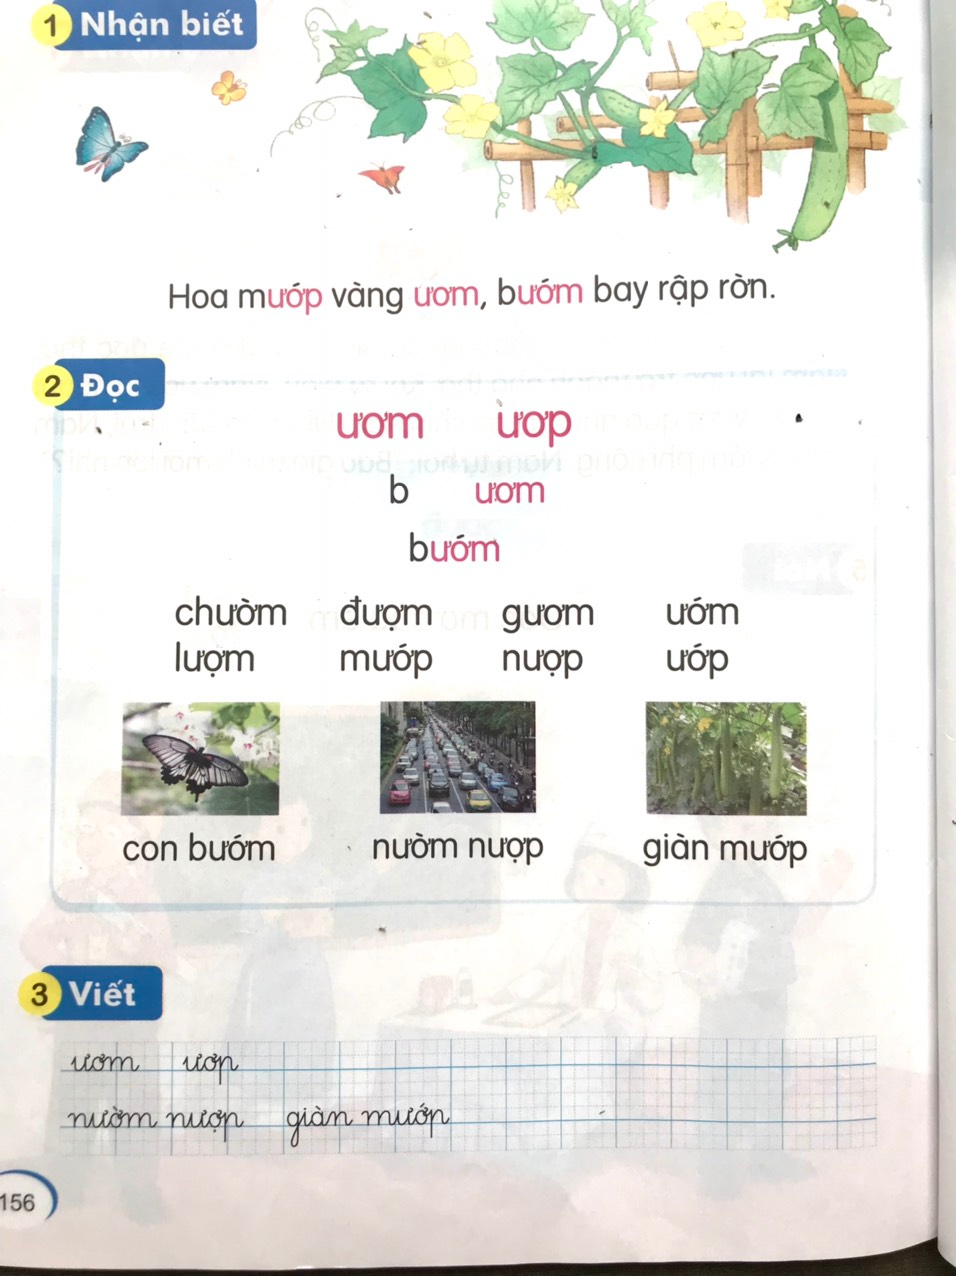 1 Nhận biết
Hoa mướp vàng ươm, bướm bay rập rờn.
2 Đọc
ươm ươp
b ươm
bướm
chườm đượm gươm ướm
lượm mướp nượp ướp
con bướm nườm nượp giàn mướp
3 Viết
ươm ươp
nườm nượp giàn mướp
156